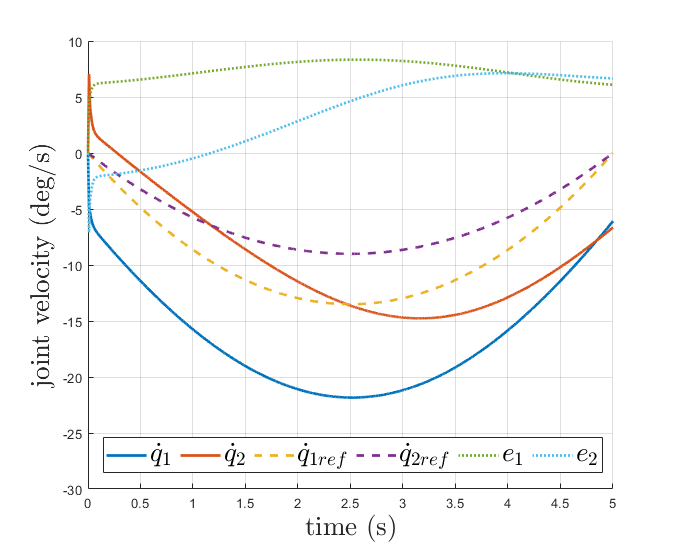 10
5
0
-5
-10
-15
-20
-25
-30
joint velocity (deg/s)
q̇₁ q̇₂ q̇₁ref q̇₂ref e₁ e₂
0 0.5 1 1.5 2 2.5 3 3.5 4 4.5 5
time (s)